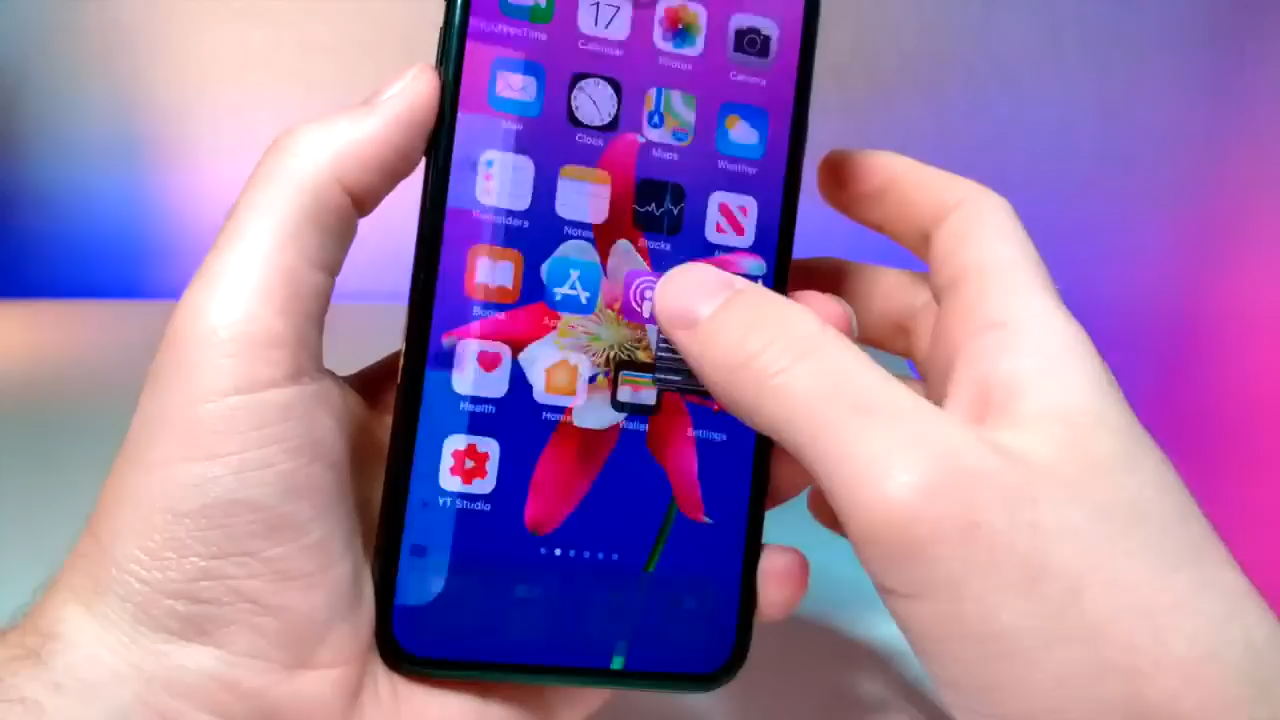 17
Calendar
Photos
Camera
Mail
Clock
Maps
Weather
Reminders
Notes
Stocks
Books
Health
Home
Wallet
Settings
YT Studio